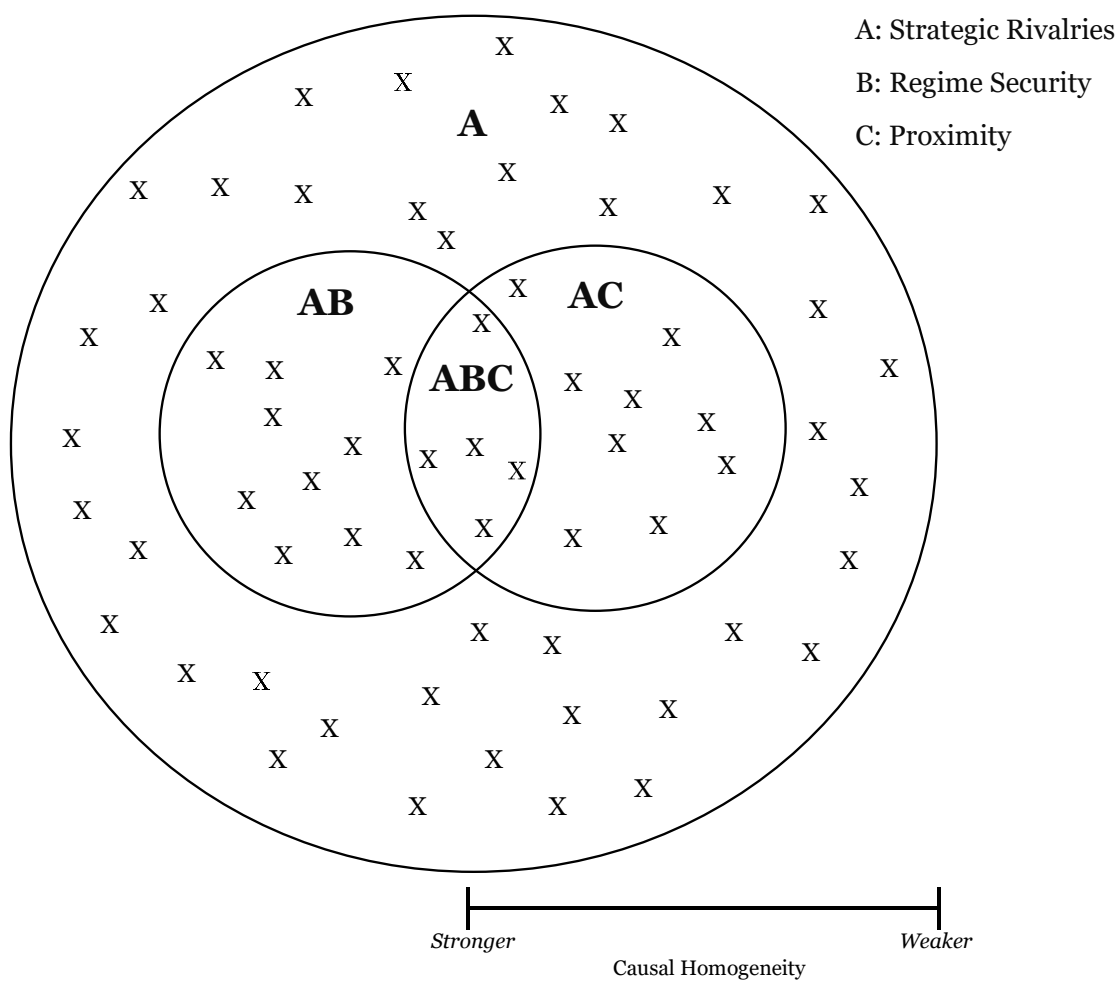 A: Strategic Rivalries
B: Regime Security
C: Proximity
X
X X
X
A X
X
X X X X X
X X
X
X
X AB AC X
X
X X
X X X X
ABC X
X
X X
X X X X X
X X X
X X
X X
X X
X X
X X X X
X X X
X X
X X
X X X
X
X X
X
X X
Stronger Weaker
Causal Homogeneity